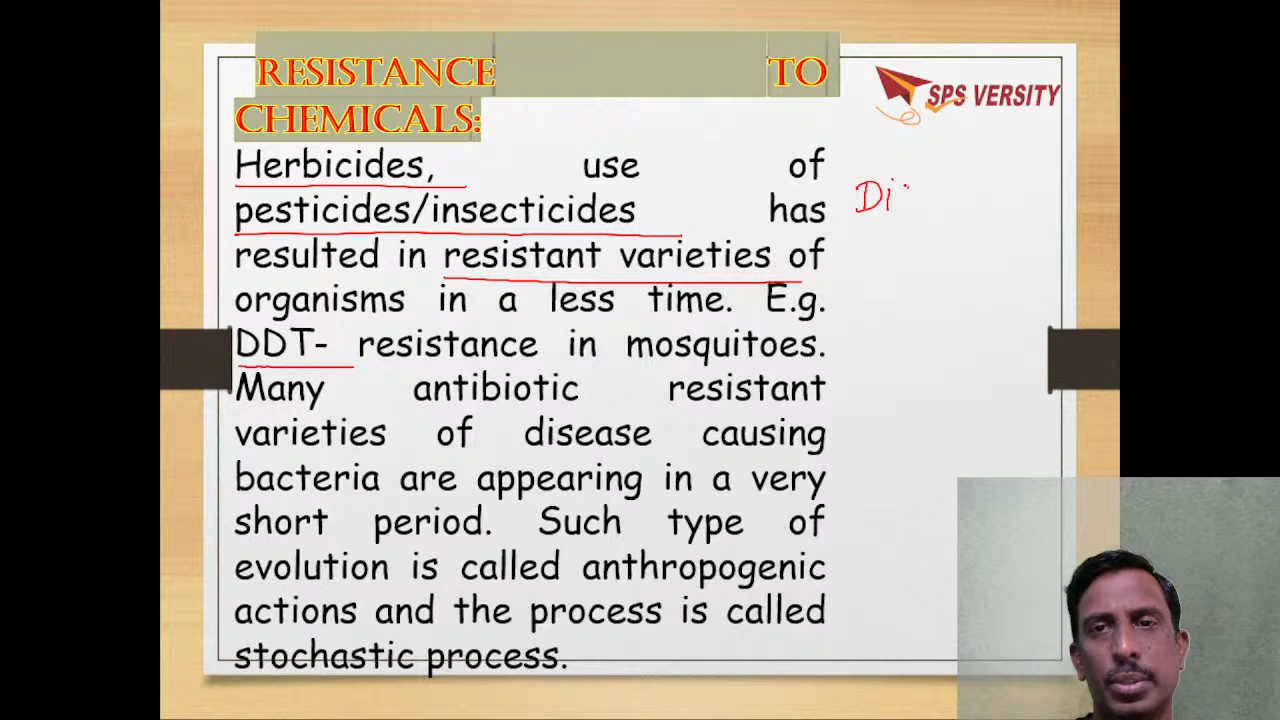 RESISTANCE TO
CHEMICALS:
SPS VERSITY
Herbicides, use of
pesticides/insecticides has
resulted in resistant varieties of
organisms in a less time. E.g.
DDT- resistance in mosquitoes.
Many antibiotic resistant
varieties of disease causing
bacteria are appearing in a very
short period. Such type of
evolution is called anthropogenic
actions and the process is called
stochastic process.
Di